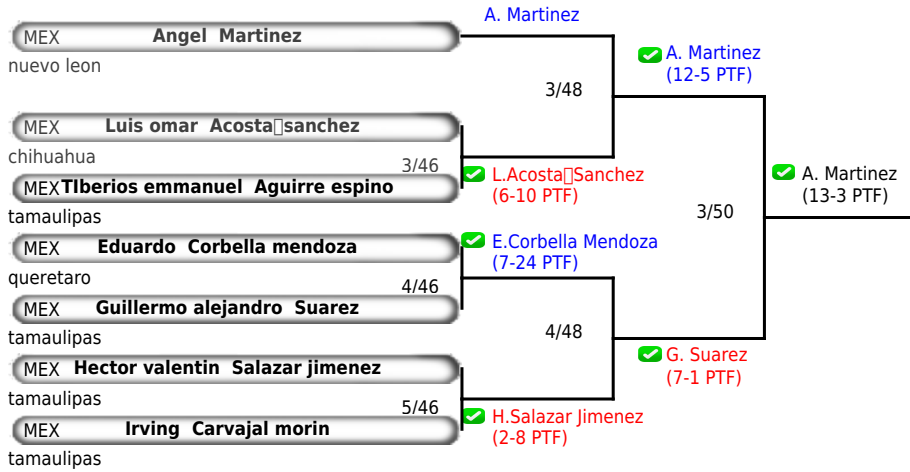 A. Martinez
MEX Angel Martinez
nuevo leon
A. Martinez
(12-5 PTF)
3/48
MEX Luis omar Acosta▯sanchez
chihuahua
3/46
MEX TIberios emmanuel Aguirre espino
tamaulipas
L.Acosta▯Sanchez
(6-10 PTF)
A. Martinez
(13-3 PTF)
3/50
MEX Eduardo Corbella mendoza
queretaro
E.Corbella Mendoza
(7-24 PTF)
4/46
MEX Guillermo alejandro Suarez
tamaulipas
4/48
G. Suarez
(7-1 PTF)
MEX Hector valentin Salazar jimenez
tamaulipas
5/46
MEX Irving Carvajal morin
tamaulipas
H.Salazar Jimenez
(2-8 PTF)